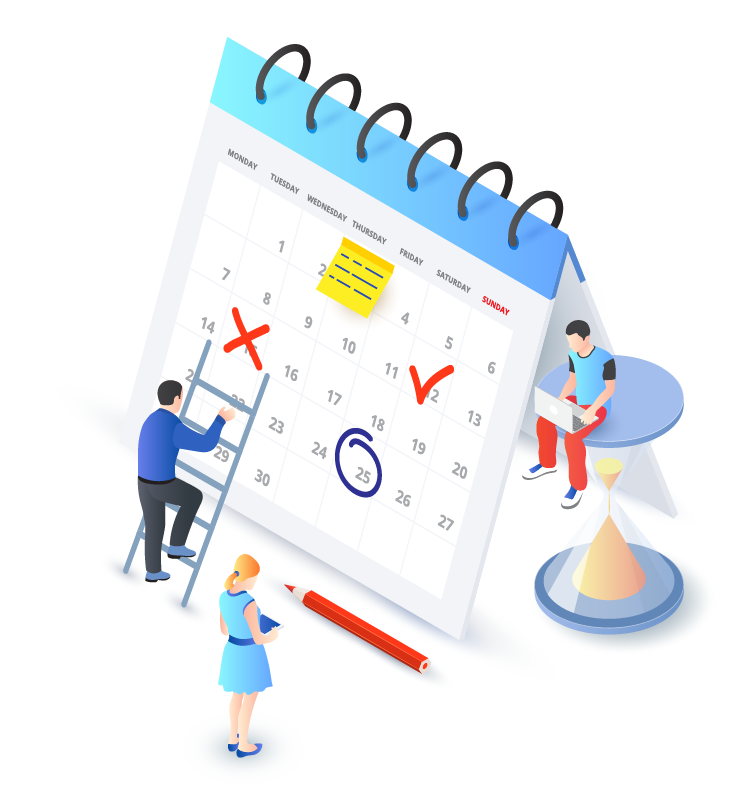 MONDAY TUESDAY WEDNESDAY THURSDAY FRIDAY SATURDAY SUNDAY
1 2 4 5 6
7 8 9 10 11 13
14 16 17 18 19 20
23 24 25 26 27
29 30